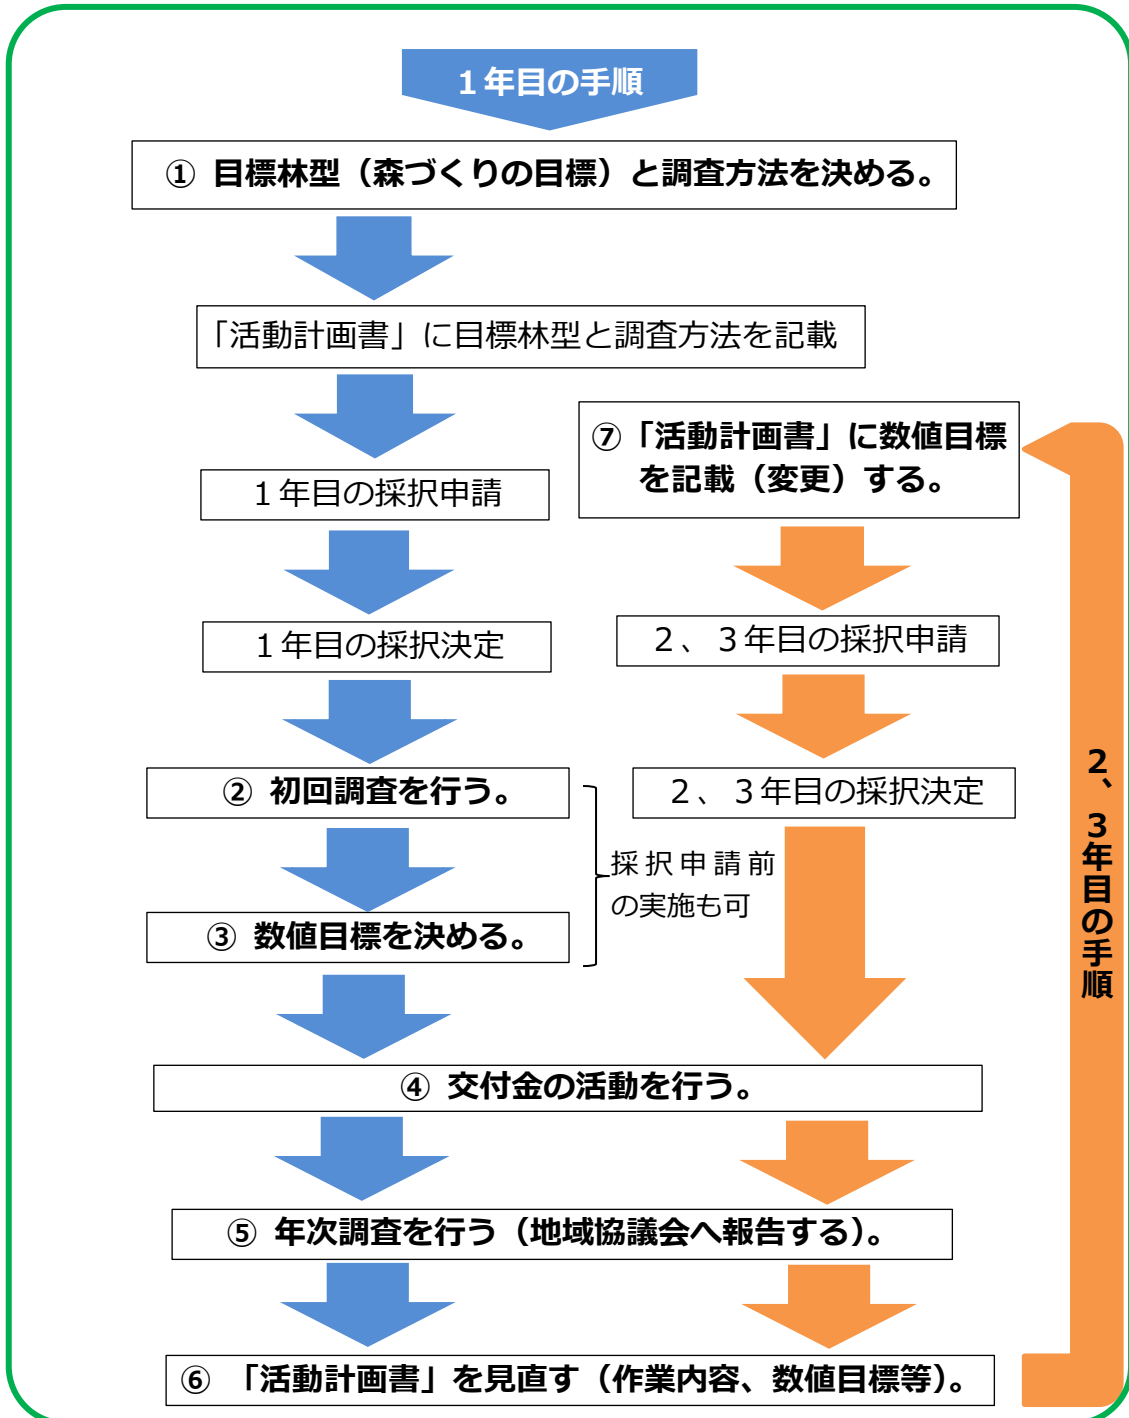 １年目の手順
① 目標林型（森づくりの目標）と調査方法を決める。
「活動計画書」に目標林型と調査方法を記載
１年目の採択申請
１年目の採択決定
② 初回調査を行う。
③ 数値目標を決める。
採択申請前
の実施も可
⑦「活動計画書」に数値目標
を記載（変更）する。
２、３年目の採択申請
２、３年目の採択決定
④ 交付金の活動を行う。
⑤ 年次調査を行う（地域協議会へ報告する）。
⑥ 「活動計画書」を見直す（作業内容、数値目標等）。
２、３年目の手順